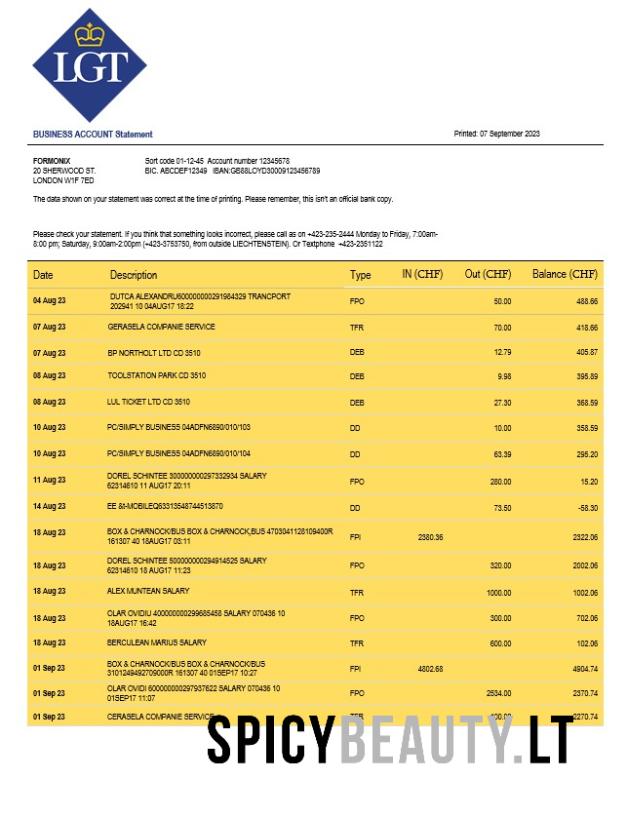 LGT
BUSINESS ACCOUNT Statement Printed: 07 September 2023
FORMONIX Sort code 01-12-45 Account number 12345678
20 SHERWOOD ST. BIC. ABCDEF12349 IBAN:GB88LOYD30009123456789
LONDON W1F 7ED
The data shown on your statement was correct at the time of printing. Please remember, this isn't an official bank copy.
Please check your statement. If you think that something looks incorrect, please call as on +423-235-2444 Monday to Friday, 7:00am-
8:00 pm; Saturday, 9:00am-2:00pm (+423-3753750, from outside LIECHTENSTEIN). Or Textphone +423-2351122
Date Description Type IN (CHF) Out (CHF) Balance (CHF)
04 Aug 23 DUTCA ALEXANDRU600000000291984329 TRANCPORT FPO 50.00 488.66
202941 10 04AUG17 18:22
07 Aug 23 GERASELA COMPANIE SERVICE TFR 70.00 418.66
07 Aug 23 BP NORTHOLT LTD CD 3510 DEB 12.79 405.87
08 Aug 23 TOOLSTATION PARK CD 3510 DEB 9.98 395.89
08 Aug 23 LUL TICKET LTD CD 3510 DEB 27.30 368.59
10 Aug 23 PC/SIMPLY BUSINESS 04ADFN6890/010/103 DD 10.00 358.59
10 Aug 23 PC/SIMPLY BUSINESS 04ADFN6890/010/104 DD 63.39 295.20
11 Aug 23 DOREL SCHINTEE 300000000297332934 SALARY FPO 280.00 15.20
62314610 11 AUG17 20:11
14 Aug 23 EE &t-MOBILEQ63313548744513870 DD 73.50 -58.30
18 Aug 23 BOX & CHARNOCK/BUS BOX & CHARNOCK,BUS 4703041128109400R FPI 2380.36 2322.06
161307 40 18AUG17 03:11
18 Aug 23 DOREL SCHINTEE 500000000294914525 SALARY FPO 320.00 2002.06
62314610 18 AUG17 11:23
18 Aug 23 ALEX MUNTEAN SALARY TFR 1000.00 1002.06
18 Aug 23 OLAR OVIDIU 400000000299685458 SALARY 070436 10 FPO 300.00 702.06
18AUG17 16:42
18 Aug 23 BERCULEAN MARIUS SALARY TFR 600.00 102.06
01 Sep 23 BOX & CHARNOCK/BUS BOX & CHARNOCK/BUS FPI 4802.68 4904.74
3101249492709000R 161307 40 01SEP17 10:27
01 Sep 23 OLAR OVIDI 600000000297937622 SALARY 070436 10 FPO 2534.00 2370.74
01SEP17 11:07
01 Sep 23 CERASELA COMPANIE SERVICE TFR 100.00 2270.74
SPICYBEAUTY.LT